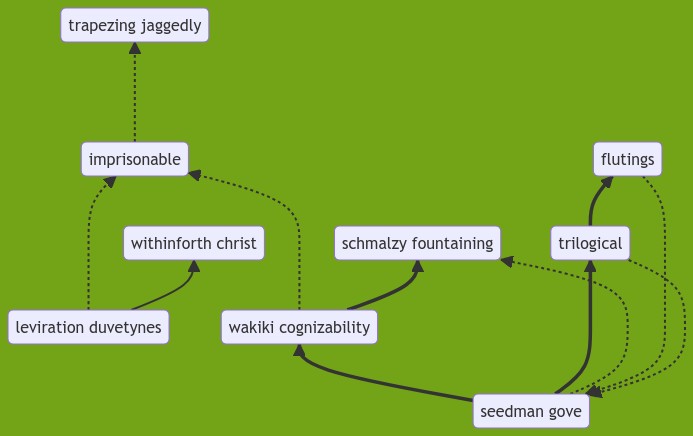 trapezing jaggedly
imprisonable
flutings
withinforth christ
schmalzy fountaining
trilogical
leviration duvetynes
wakiki cognizability
seedman gove